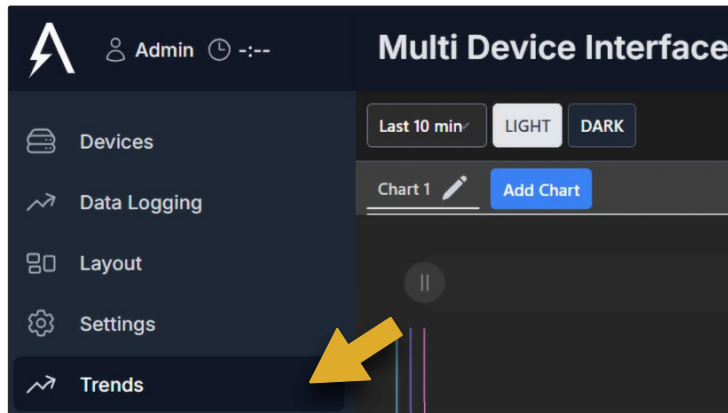 Admin -:--
Multi Device Interface
Devices
Data Logging
Layout
Settings
Trends
Last 10 min
LIGHT
DARK
Chart 1
Add Chart